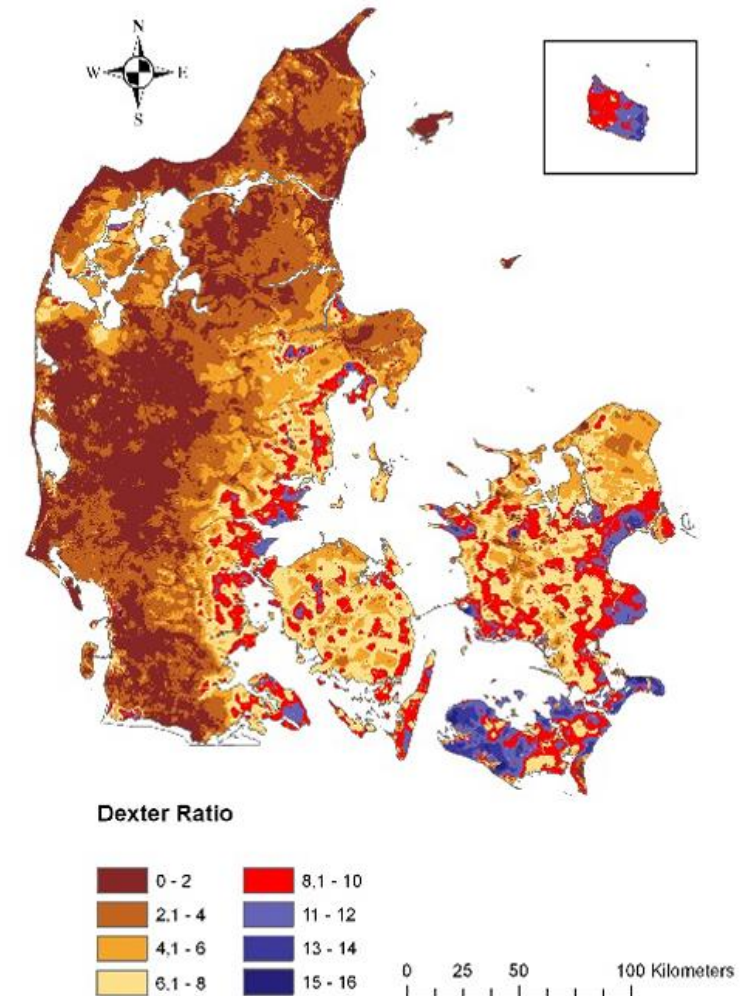 N
W E
S
Dexter Ratio
0 - 2
2.1 - 4
4,1 - 6
6.1 - 8
8,1 - 10
11 - 12
13 - 14
15 - 16
0 25 50 100 Kilometers